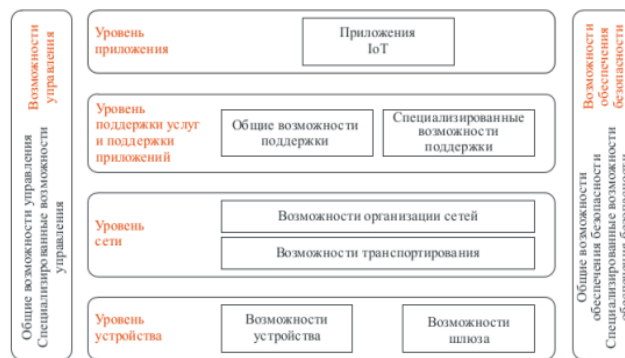 Возможности
управления
Общие возможности управления
Специализированные возможности
управления
Уровень
приложения
Приложения
IoT
Уровень
поддержки услуг
и поддержки
приложений
Общие возможности
поддержки
Специализированные
возможности
поддержки
Уровень
сети
Возможности организации сетей
Возможности транспортирования
Уровень
устройства
Возможности
устройства
Возможности
шлюза
Возможности
обеспечения
безопасности
Общие возможности
обеспечения безопасности
Специализированные возможности